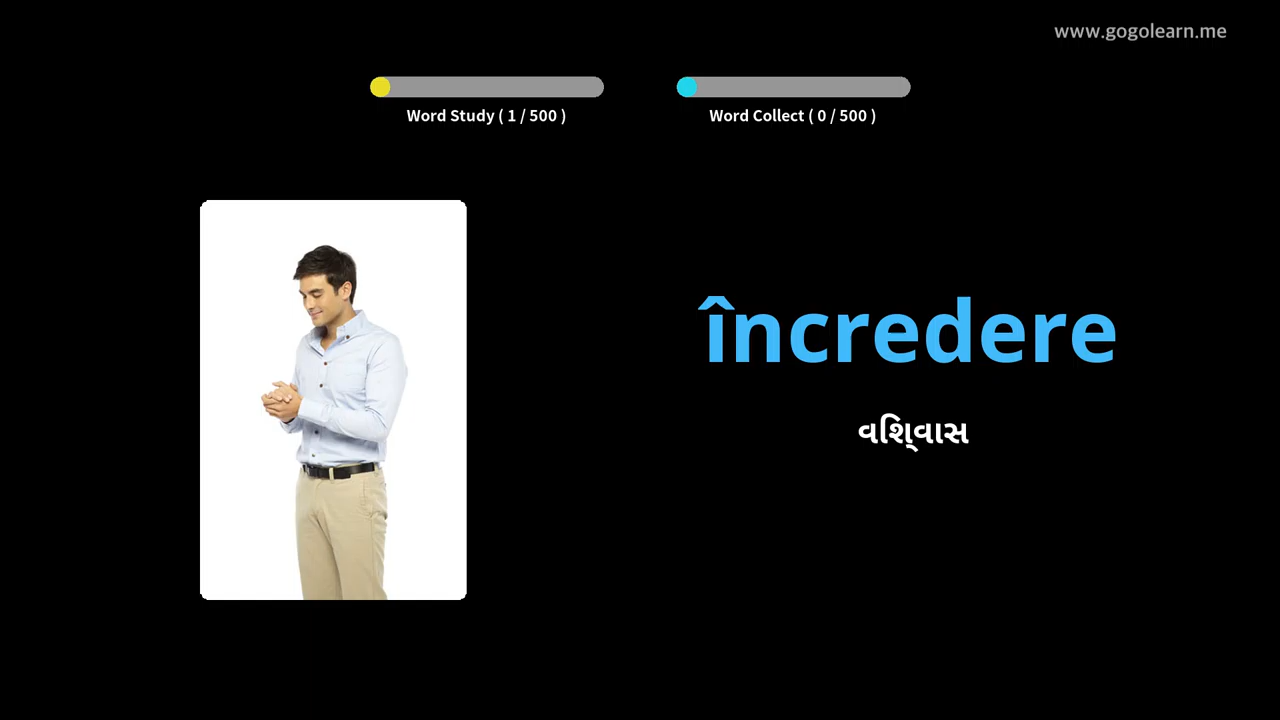 www.gogolearn.me
Word Study ( 1 / 500 )
Word Collect ( 0 / 500 )
încredere
વિશ્વાસ